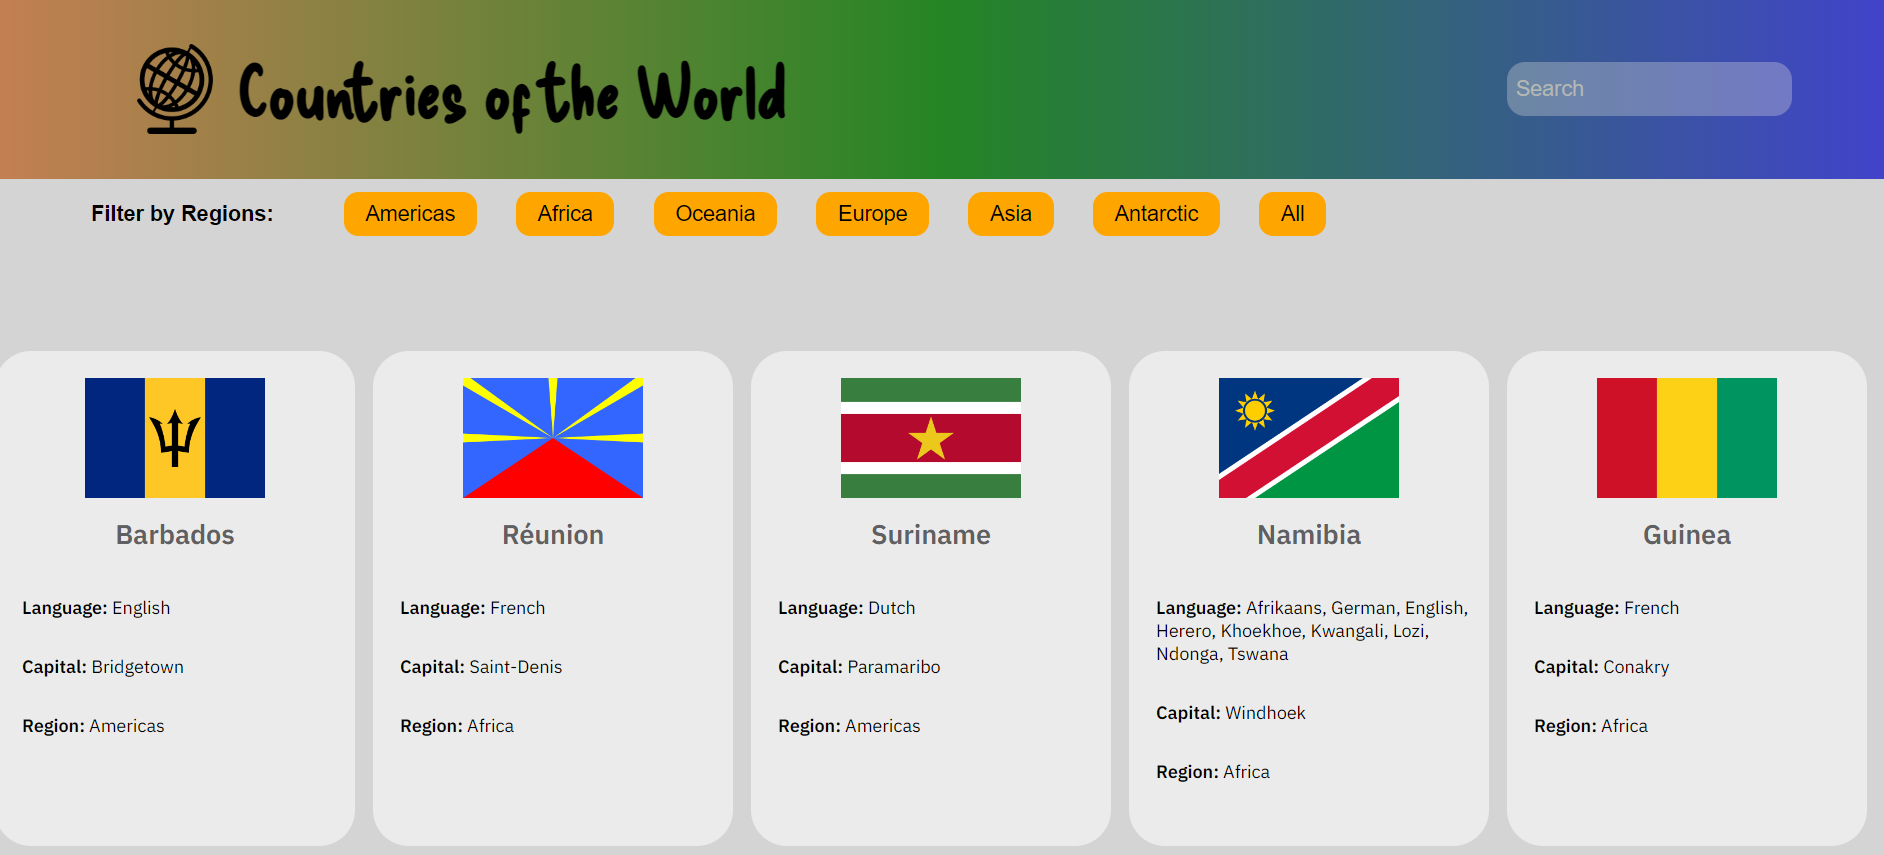 Countries of the World
Search
Filter by Regions:
Americas
Africa
Oceania
Europe
Asia
Antarctic
All
Barbados
Language: English
Capital: Bridgetown
Region: Americas
Réunion
Language: French
Capital: Saint-Denis
Region: Africa
Suriname
Language: Dutch
Capital: Paramaribo
Region: Americas
Namibia
Language: Afrikaans, German, English,
Herero, Khoekhoe, Kwangali, Lozi,
Ndonga, Tswana
Capital: Windhoek
Region: Africa
Guinea
Language: French
Capital: Conakry
Region: Africa